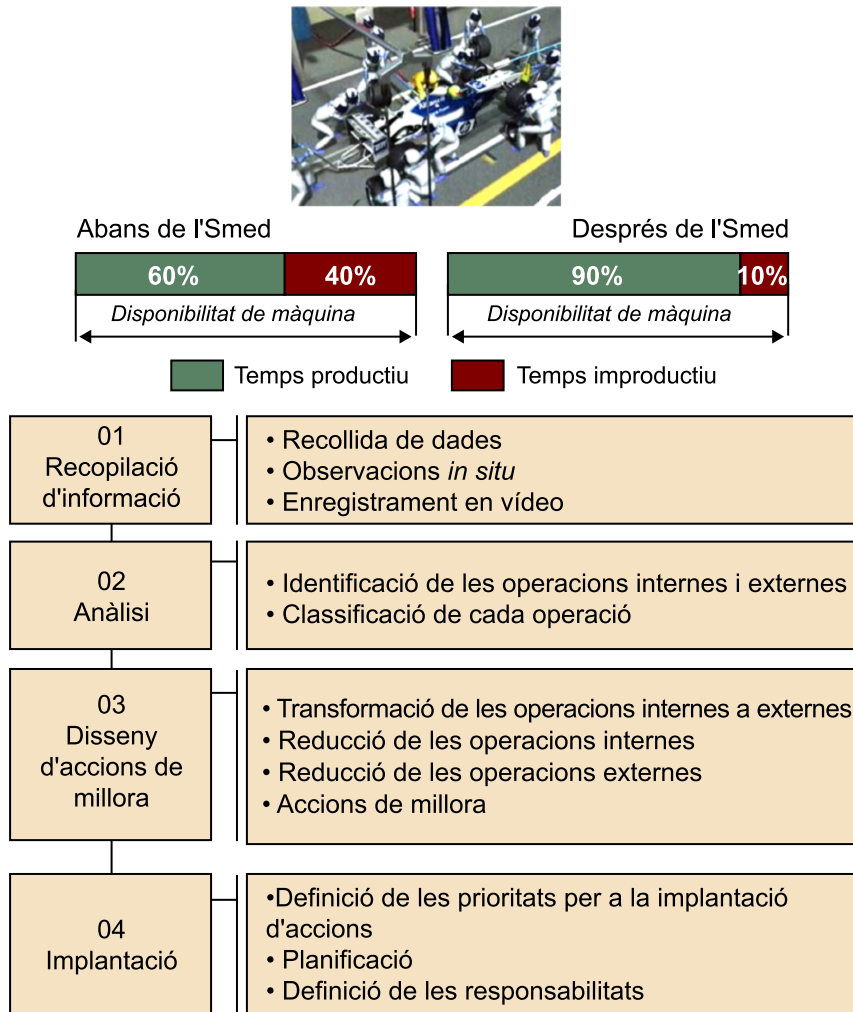 Abans de l'Smed
Després de l'Smed
60%
40%
90%
10%
Disponibilitat de màquina
Disponibilitat de màquina
Temps productiu
Temps improductiu
01
Recopilació
d'informació
• Recollida de dades
• Observacions in situ
• Enregistrament en vídeo
02
Anàlisi
• Identificació de les operacions internes i externes
• Classificació de cada operació
03
Disseny
d'accions de
millora
• Transformació de les operacions internes a externes
• Reducció de les operacions internes
• Reducció de les operacions externes
• Accions de millora
04
Implantació
•Definició de les prioritats per a la implantació
d'accions
• Planificació
• Definició de les responsabilitats